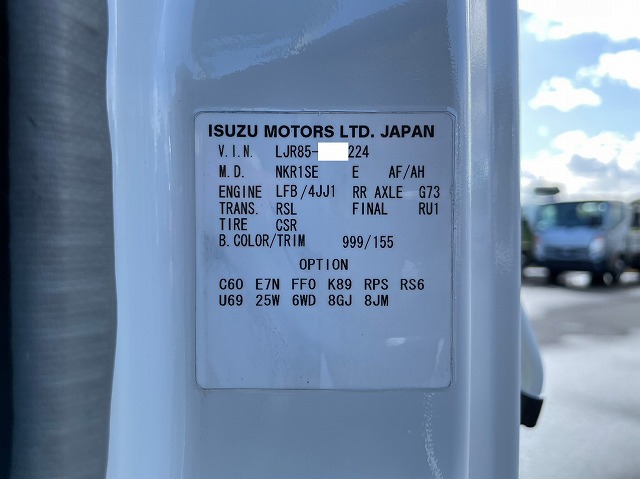 ISUZU MOTORS LTD. JAPAN
V.I.N. LJR85- 224
M.D. NKR1SE E AF/AH
ENGINE LFB/4JJ1 RR AXLE G73
TRANS. RSL FINAL RU1
TIRE CSR
B.COLOR/TRIM 999/155
OPTION
C60 E7N FF0 K89 RPS RS6
U69 25W 6WD 8GJ 8JM